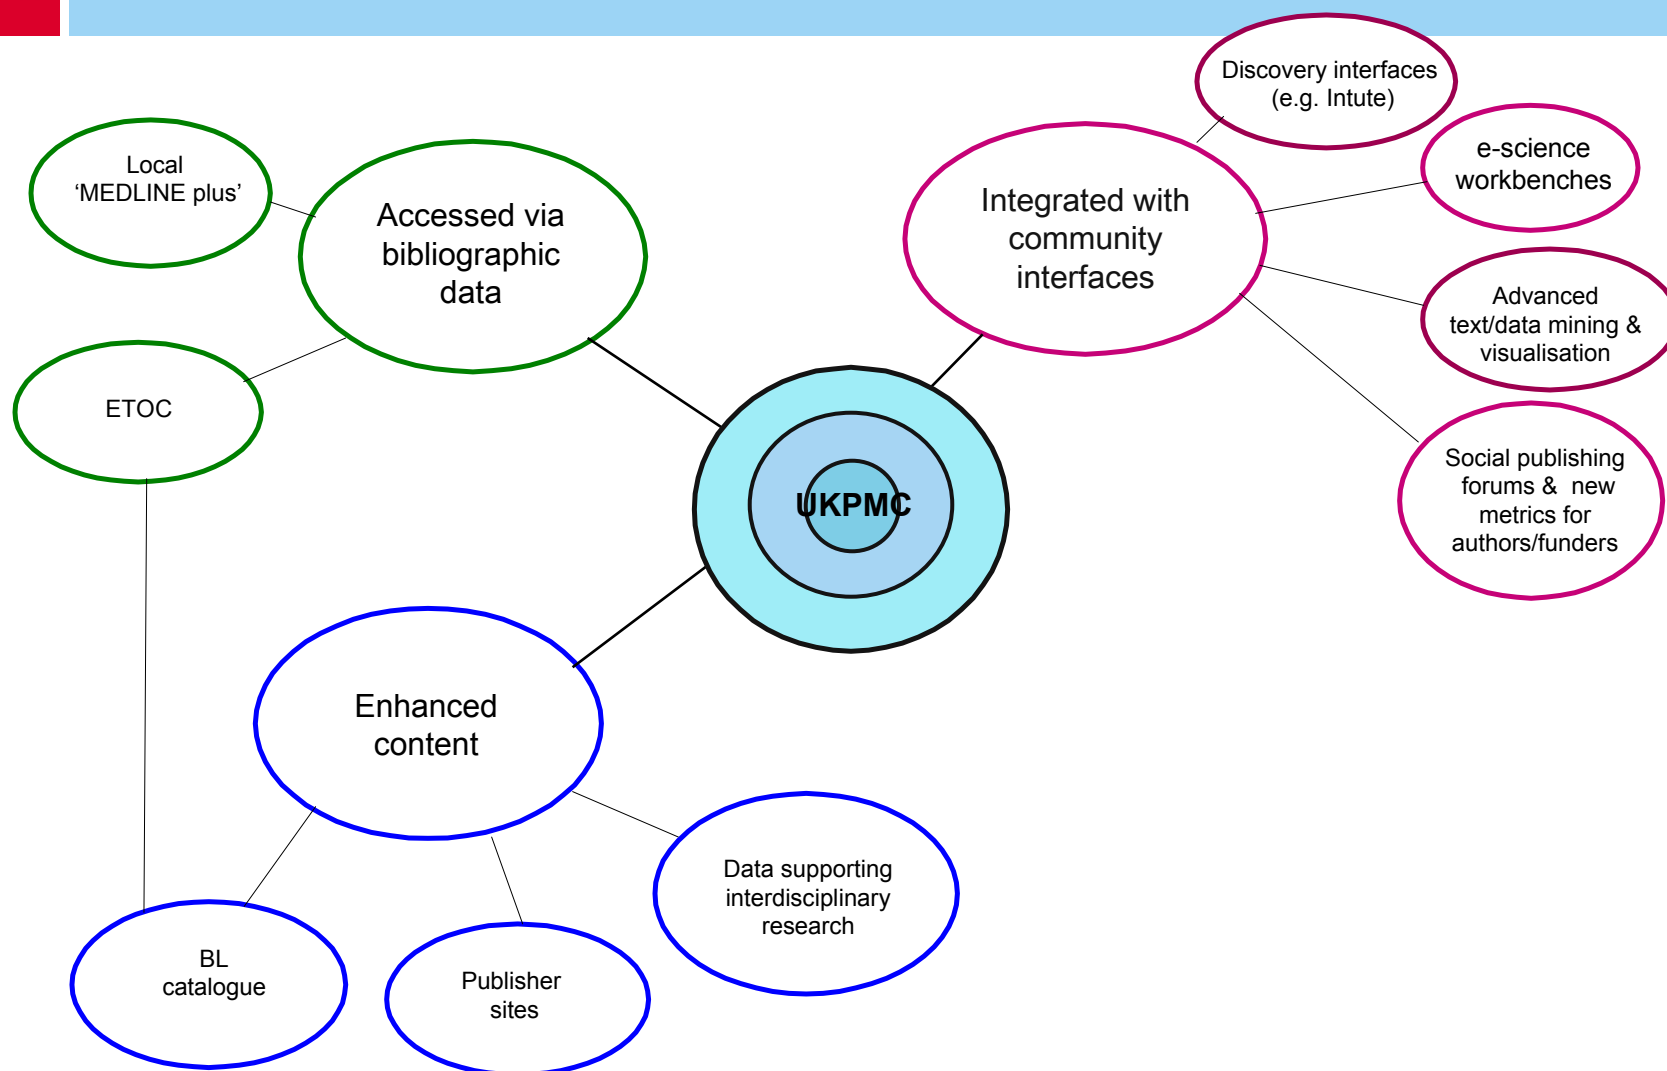 Discovery interfaces
(e.g. Intute)
Local
‘MEDLINE plus’
Accessed via
bibliographic
data
Integrated with
community
interfaces
e-science
workbenches
Advanced
text/data mining &
visualisation
ETOC
UKPMC
Social publishing
forums & new
metrics for
authors/funders
Enhanced
content
Data supporting
interdisciplinary
research
BL
catalogue
Publisher
sites